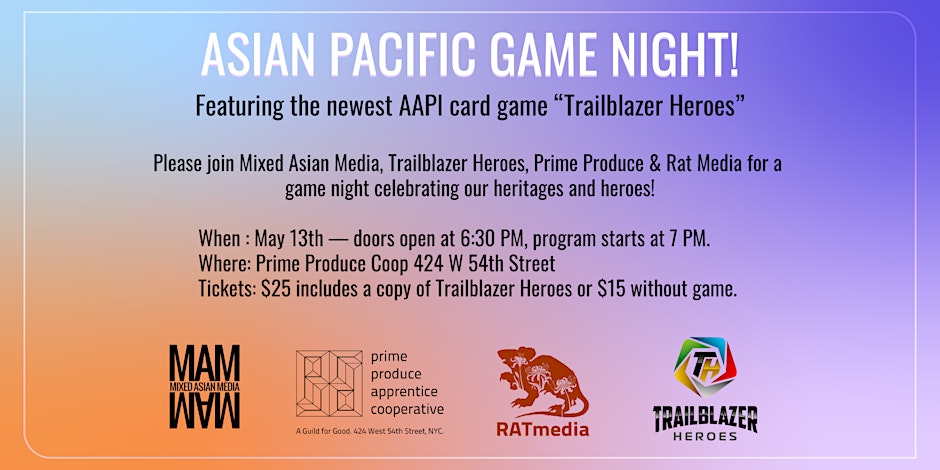 ASIAN PACIFIC GAME NIGHT!
Featuring the newest AAPI card game “Trailblazer Heroes”
Please join Mixed Asian Media, Trailblazer Heroes, Prime Produce & Rat Media for a
game night celebrating our heritages and heroes!
When : May 13th — doors open at 6:30 PM, program starts at 7 PM.
Where: Prime Produce Coop 424 W 54th Street
Tickets: $25 includes a copy of Trailblazer Heroes or $15 without game.
MAM
MIXED ASIAN MEDIA
MAM
prime
produce
apprentice
cooperative
A Guild for Good. 424 West 54th Street, NYC.
RATmedia
TH
TRAILBLAZER
HEROES